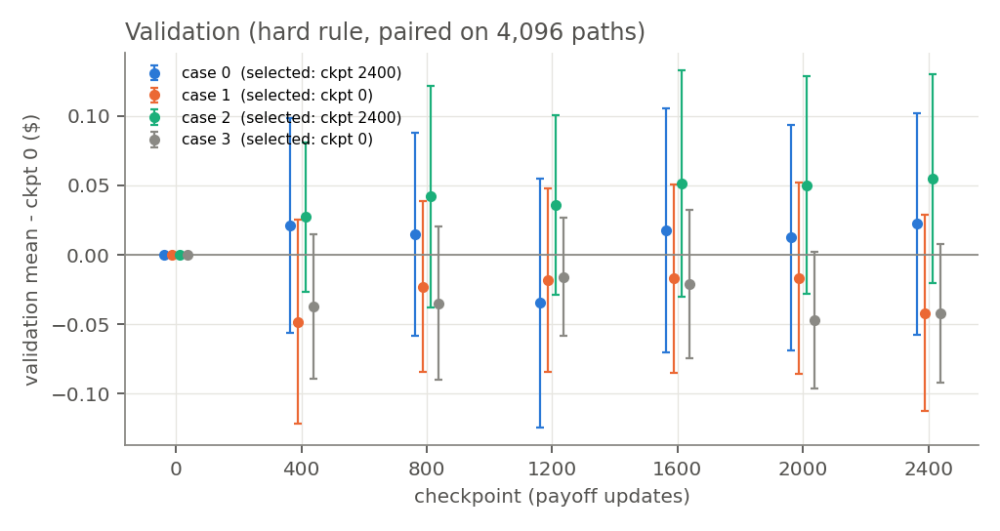 Validation (hard rule, paired on 4,096 paths)
case 0  (selected: ckpt 2400)
case 1  (selected: ckpt 0)
case 2  (selected: ckpt 2400)
case 3  (selected: ckpt 0)
validation mean - ckpt 0 ($)
0.10
0.05
0.00
−0.05
−0.10
0 400 800 1200 1600 2000 2400
checkpoint (payoff updates)